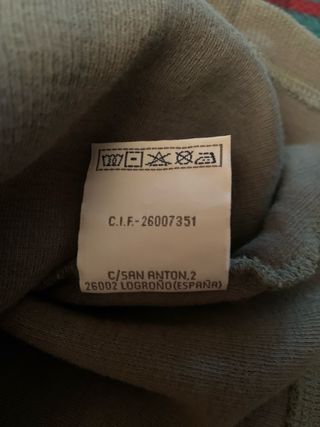 C.I.F.-26007351
C/SAN ANTON,2
26002 LOGROÑO(ESPAÑA)